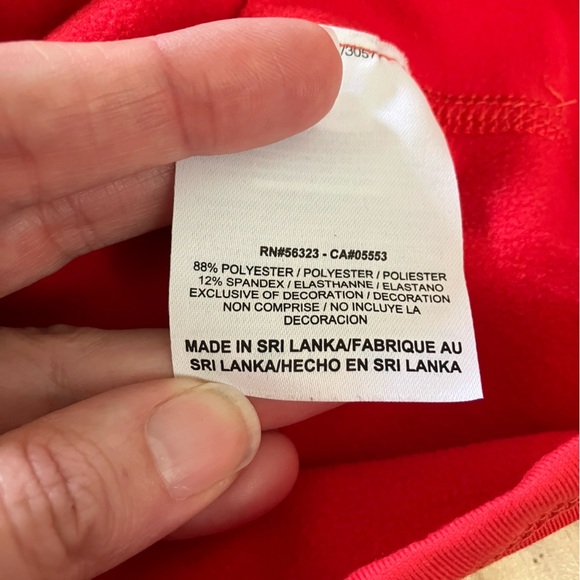 /3057
RN#56323 - CA#05553
88% POLYESTER / POLYESTER / POLIESTER
12% SPANDEX / ELASTHANNE / ELASTANO
EXCLUSIVE OF DECORATION / DECORATION
NON COMPRISE / NO INCLUYE LA
DECORACION
MADE IN SRI LANKA/FABRIQUE AU
SRI LANKA/HECHO EN SRI LANKA